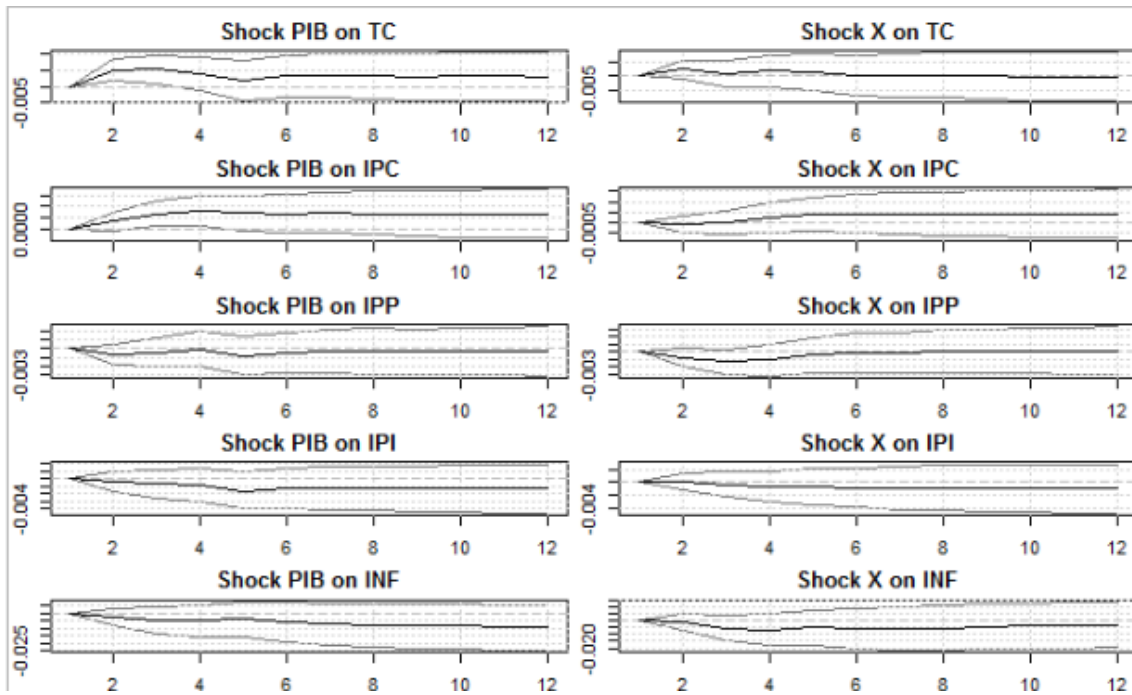 Shock PIB on TC
-0.005
2 4 6 8 10 12
Shock X on TC
-0.005
2 4 6 8 10 12
Shock PIB on IPC
0.0000
2 4 6 8 10 12
Shock X on IPC
-0.0005
2 4 6 8 10 12
Shock PIB on IPP
-0.003
2 4 6 8 10 12
Shock X on IPP
-0.003
2 4 6 8 10 12
Shock PIB on IPI
-0.004
2 4 6 8 10 12
Shock X on IPI
-0.004
2 4 6 8 10 12
Shock PIB on INF
-0.025
2 4 6 8 10 12
Shock X on INF
-0.020
2 4 6 8 10 12